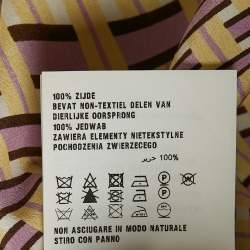 100% ZIJDE
BEVAT NON-TEXTIEL DELEN VAN
DIERLIJKE OORSPRONG
100% JEDWAB
ZAWIERA ELEMENTY NIETEKSTYLNE
POCHODZENIA ZWIERZECEGO
100% حرير
NON ASCIUGARE IN MODO NATURALE
STIRO CON PANNO